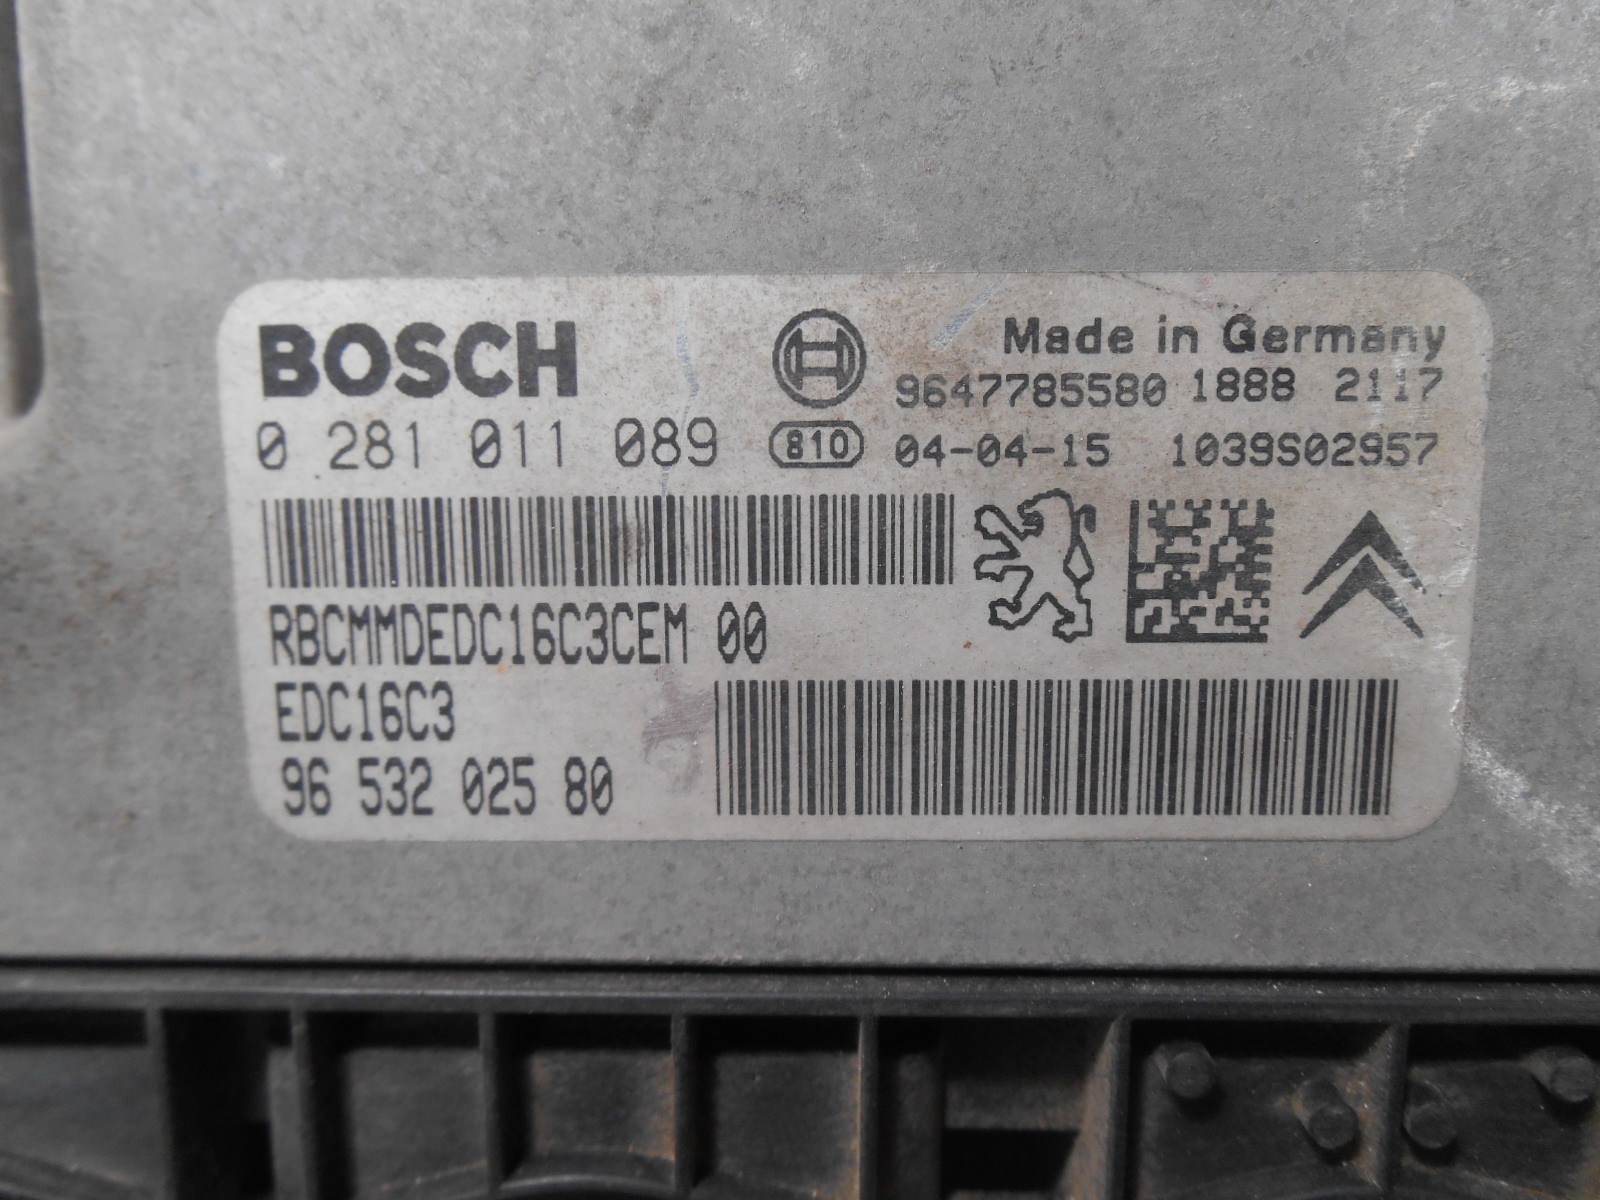 BOSCH
Made in Germany
9647785580 1888 2117
0 281 011 089 810 04-04-15 1039S02957
RBCMMDEDC16C3CEM 00
EDC16C3
96 532 025 80